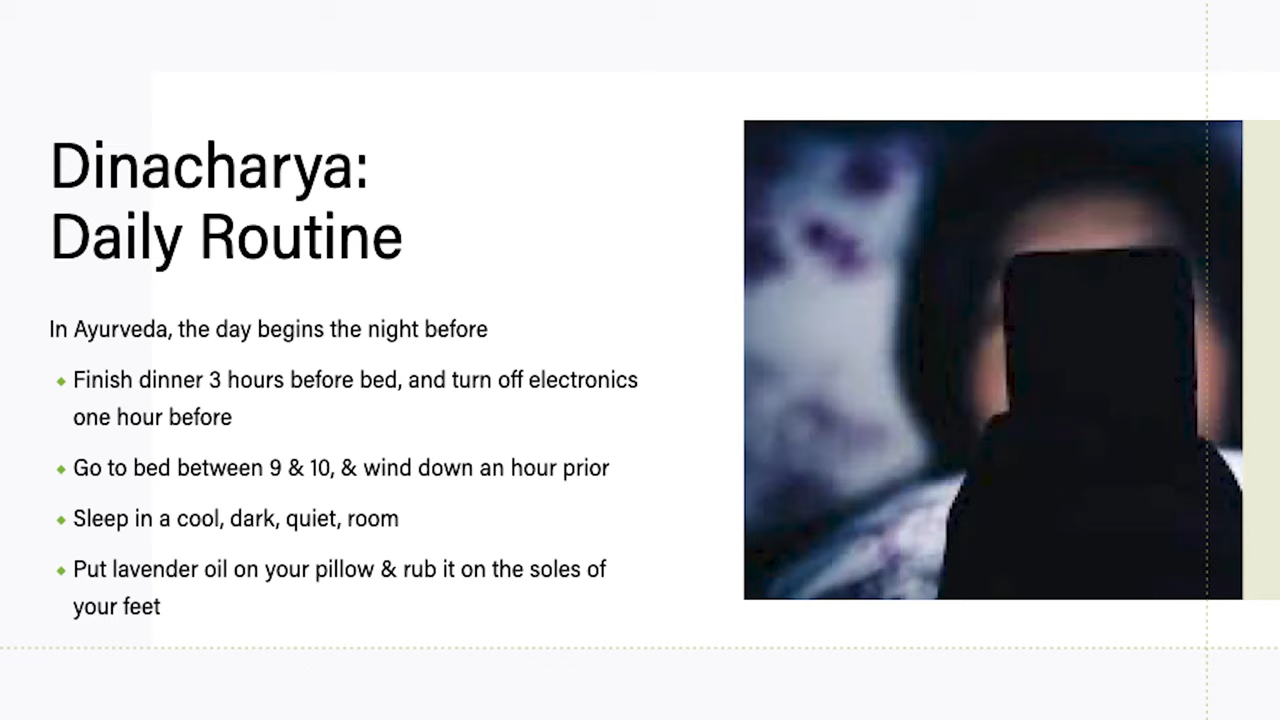 Dinacharya:
Daily Routine
In Ayurveda, the day begins the night before
Finish dinner 3 hours before bed, and turn off electronics
one hour before
Go to bed between 9 & 10, & wind down an hour prior
Sleep in a cool, dark, quiet, room
Put lavender oil on your pillow & rub it on the soles of
your feet